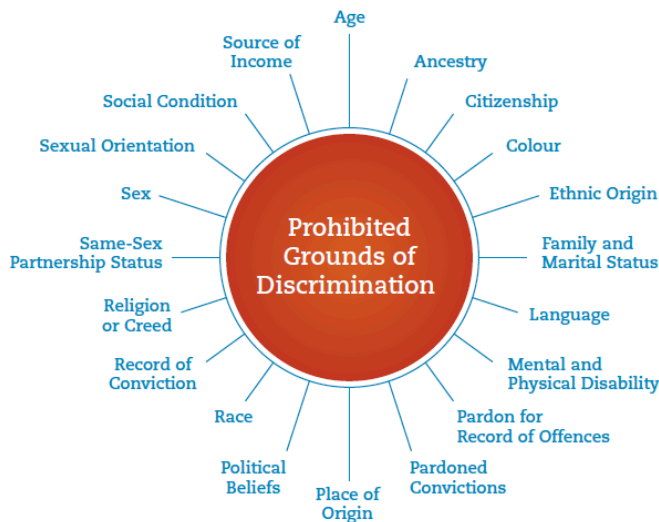 Age
Ancestry
Citizenship
Colour
Ethnic Origin
Family and
Marital Status
Language
Mental and
Physical Disability
Pardon for
Record of Offences
Pardoned
Convictions
Place of
Origin
Political
Beliefs
Race
Record of
Conviction
Religion
or Creed
Same-Sex
Partnership Status
Sex
Sexual Orientation
Social Condition
Source of
Income
Prohibited
Grounds of
Discrimination